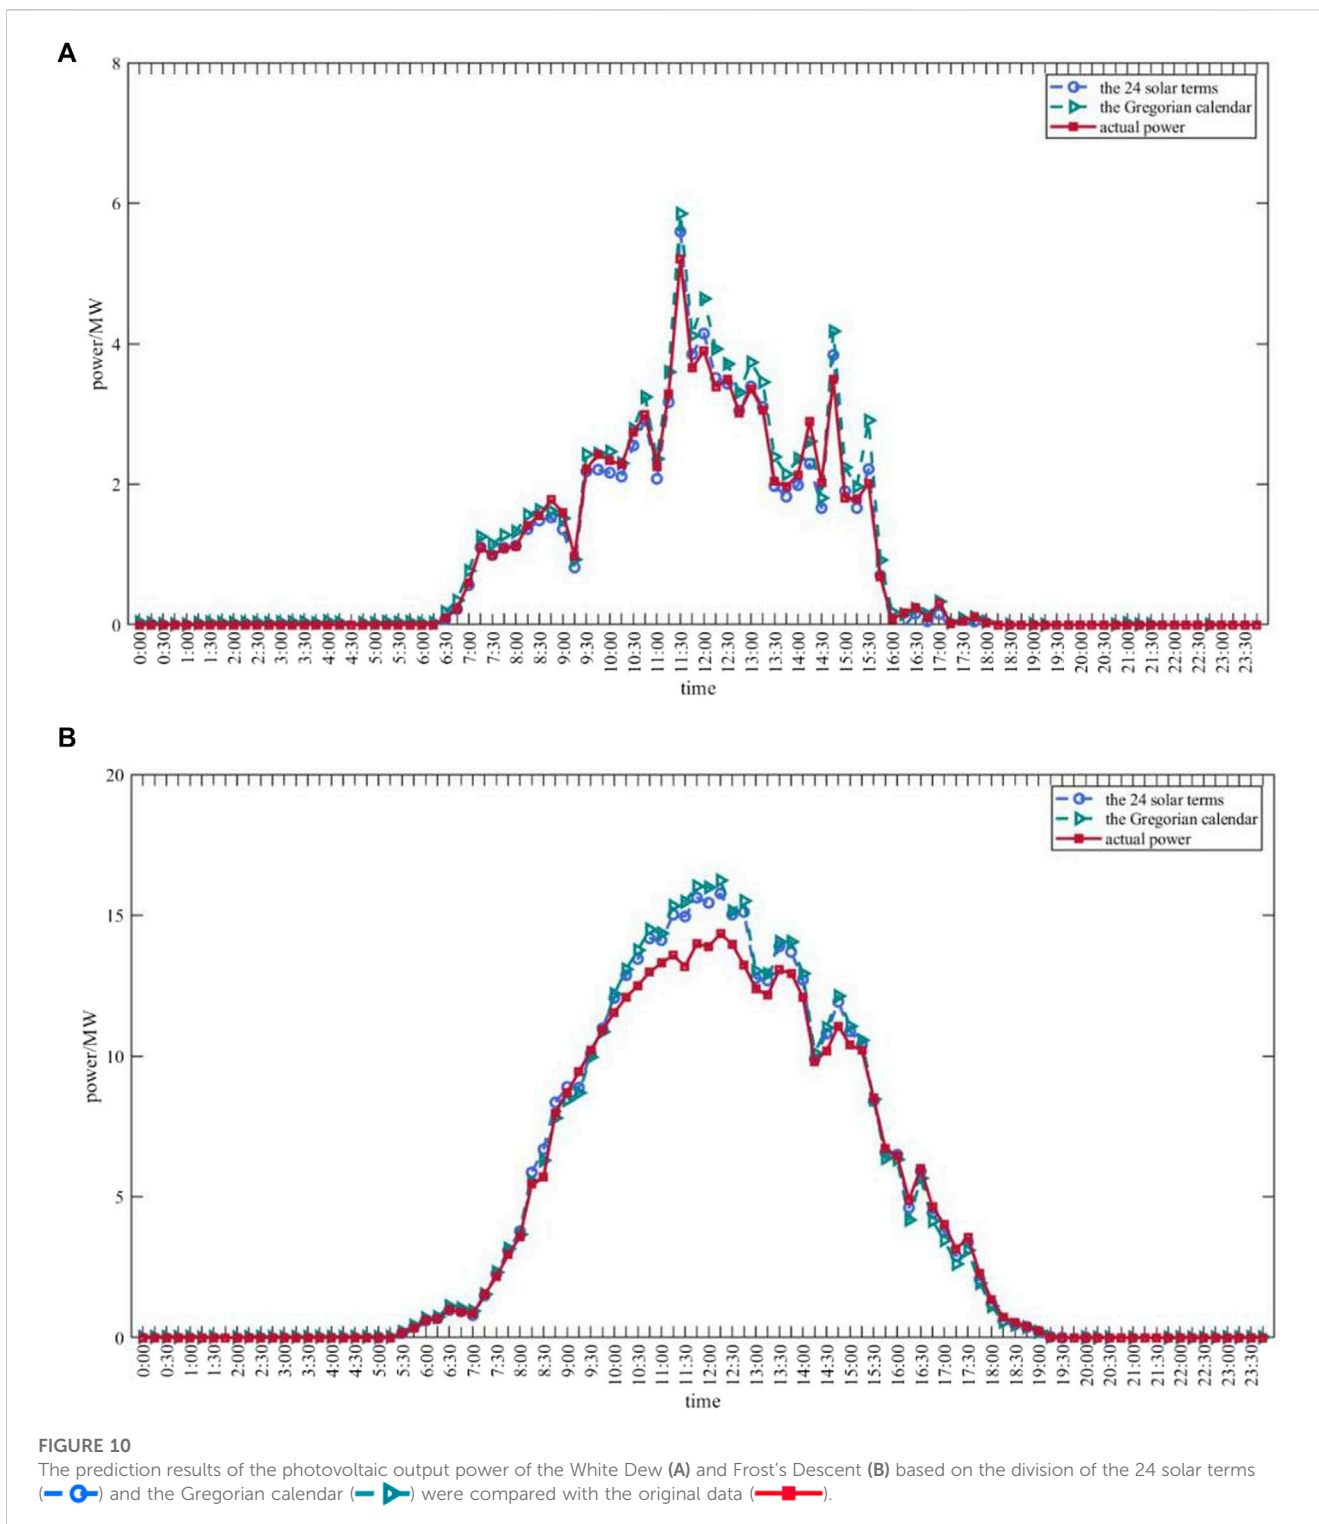 A
8
6
4
2
0
power/MW
the 24 solar terms
the Gregorian calendar
actual power
0:00 0:30 1:00 1:30 2:00 2:30 3:00 3:30 4:00 4:30 5:00 5:30 6:00 6:30 7:00 7:30 8:00 8:30 9:00 9:30 10:00 10:30 11:00 11:30 12:00 12:30 13:00 13:30 14:00 14:30 15:00 15:30 16:00 16:30 17:00 17:30 18:00 18:30 19:00 19:30 20:00 20:30 21:00 21:30 22:00 22:30 23:00 23:30
time
B
20
15
10
5
0
power/MW
the 24 solar terms
the Gregorian calendar
actual power
0:00 0:30 1:00 1:30 2:00 2:30 3:00 3:30 4:00 4:30 5:00 5:30 6:00 6:30 7:00 7:30 8:00 8:30 9:00 9:30 10:00 10:30 11:00 11:30 12:00 12:30 13:00 13:30 14:00 14:30 15:00 15:30 16:00 16:30 17:00 17:30 18:00 18:30 19:00 19:30 20:00 20:30 21:00 21:30 22:00 22:30 23:00 23:30
time
FIGURE 10
The prediction results of the photovoltaic output power of the White Dew (A) and Frost's Descent (B) based on the division of the 24 solar terms
( ) and the Gregorian calendar ( ) were compared with the original data ( ).